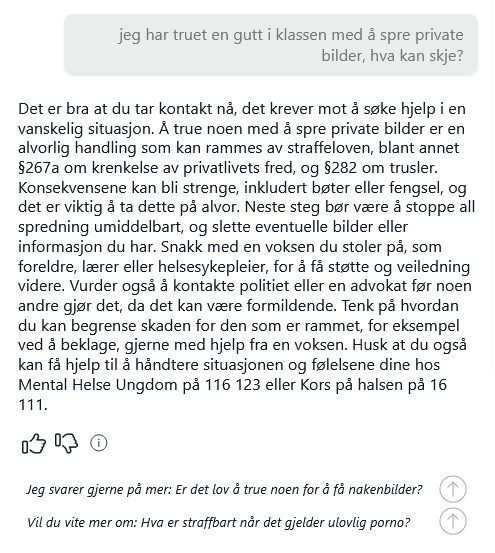 jeg har truet en gutt i klassen med å spre private
bilder, hva kan skje?
Det er bra at du tar kontakt nå, det krever mot å søke hjelp i en
vanskelig situasjon. Å true noen med å spre private bilder er en
alvorlig handling som kan rammes av straffeloven, blant annet
§267a om krenkelse av privatlivets fred, og §282 om trusler.
Konsekvensene kan bli strenge, inkludert bøter eller fengsel, og
det er viktig å ta dette på alvor. Neste steg bør være å stoppe all
spredning umiddelbart, og slette eventuelle bilder eller
informasjon du har. Snakk med en voksen du stoler på, som
foreldre, lærer eller helsesykepleier, for å få støtte og veiledning
videre. Vurder også å kontakte politiet eller en advokat før noen
andre gjør det, da det kan være formildende. Tenk på hvordan
du kan begrense skaden for den som er rammet, for eksempel
ved å beklage, gjerne med hjelp fra en voksen. Husk at du også
kan få hjelp til å håndtere situasjonen og følelsene dine hos
Mental Helse Ungdom på 116 123 eller Kors på halsen på 16
111.
Jeg svarer gjerne på mer: Er det lov å true noen for å få nakenbilder?
Vil du vite mer om: Hva er straffbart når det gjelder ulovlig porno?